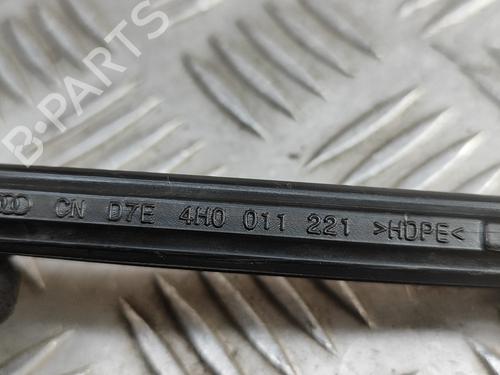 B-PARTS
CN D7E 4H0 011 221 >HDPE<